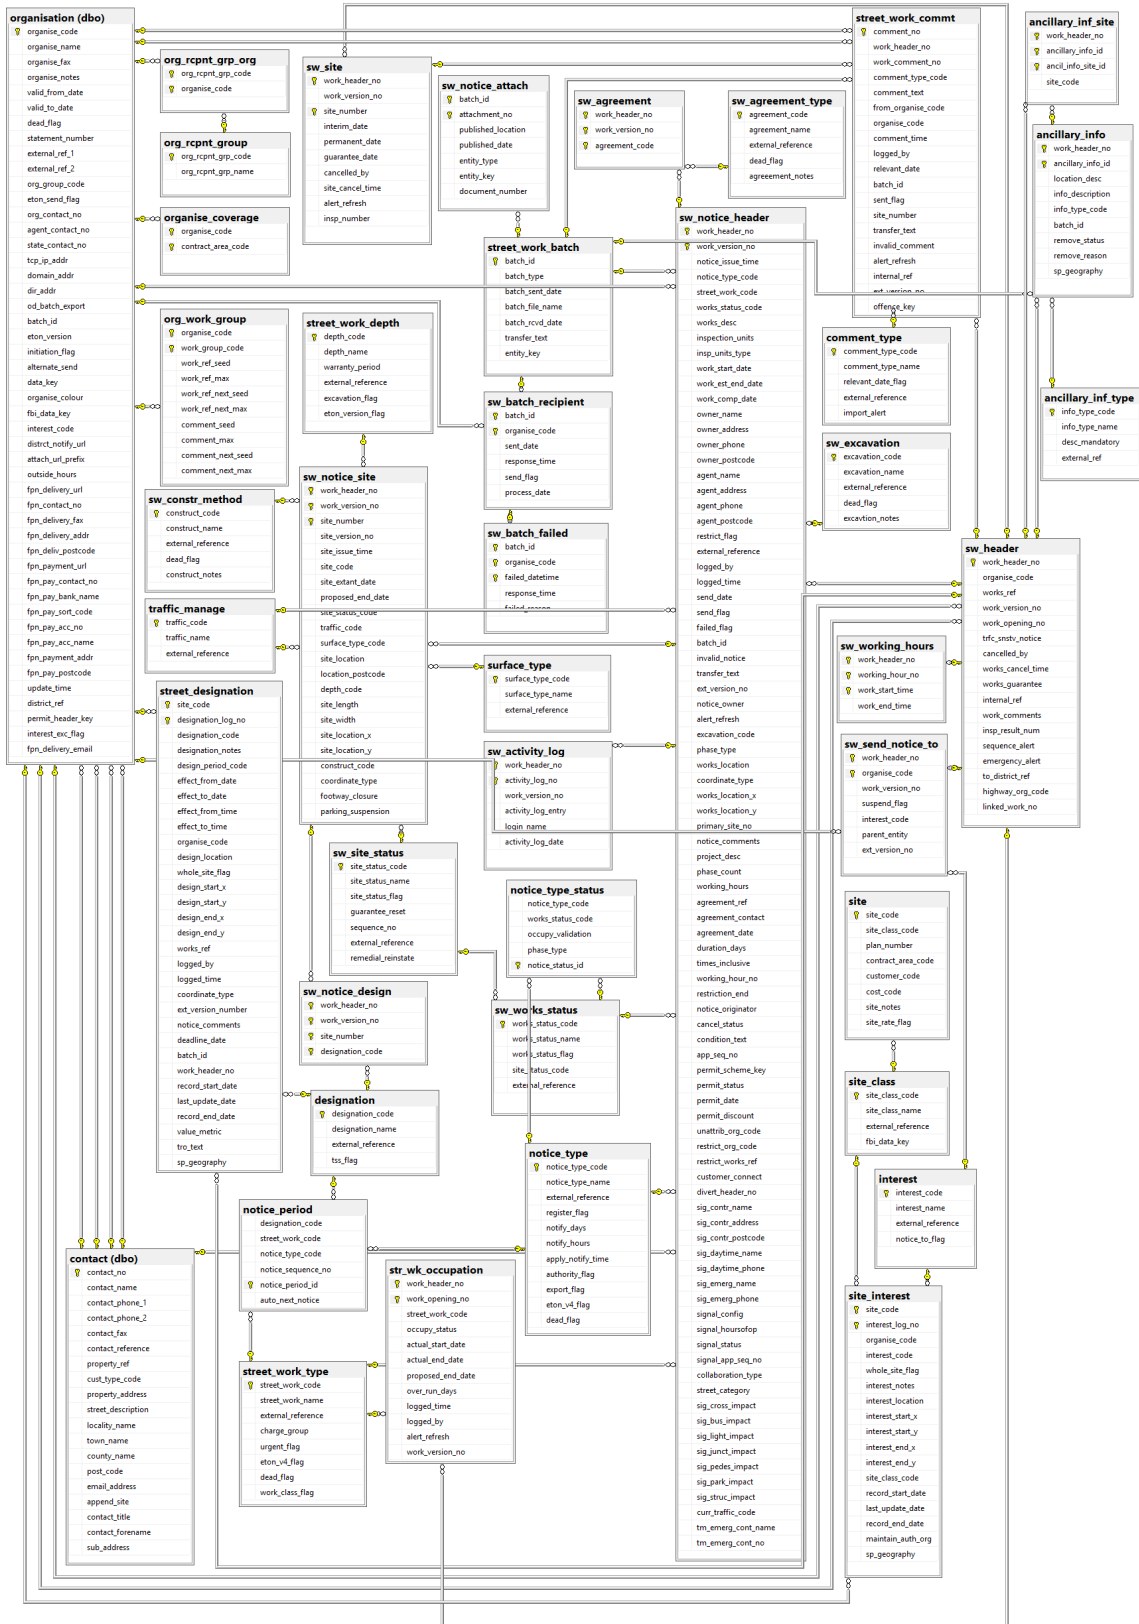 organisation (dbo)
organise_code
organise_name
organise_fax
organise_notes
valid_from_date
valid_to_date
dead_flag
statement_number
external_ref_1
external_ref_2
org_group_code
eton_send_flag
org_contact_no
agent_contact_no
state_contact_no
tcp_ip_addr
domain_addr
dir_addr
od_batch_export
batch_id
eton_version
initiation_flag
alternate_send
data_key
organise_colour
fbi_data_key
interest_code
distrct_notify_url
attach_url_prefix
outside_hours
fpn_delivery_url
fpn_contact_no
fpn_delivery_fax
fpn_delivery_addr
fpn_deliv_postcode
fpn_payment_url
fpn_pay_contact_no
fpn_pay_bank_name
fpn_pay_sort_code
fpn_pay_acc_no
fpn_pay_acc_name
fpn_payment_addr
fpn_pay_postcode
update_time
district_ref
permit_header_key
interest_exc_flag
fpn_delivery_email
org_rcpnt_grp_org
org_rcpnt_grp_code
organise_code
org_rcpnt_group
org_rcpnt_grp_code
org_rcpnt_grp_name
organise_coverage
organise_code
contract_area_code
org_work_group
organise_code
work_group_code
work_ref_seed
work_ref_max
work_ref_next_seed
work_ref_next_max
comment_seed
comment_max
comment_next_seed
comment_next_max
sw_constr_method
construct_code
construct_name
external_reference
dead_flag
construct_notes
traffic_manage
traffic_code
traffic_name
external_reference
street_designation
site_code
designation_log_no
designation_code
designation_notes
design_period_code
effect_from_date
effect_to_date
effect_from_time
effect_to_time
organise_code
design_location
whole_site_flag
design_start_x
design_start_y
design_end_x
design_end_y
works_ref
logged_by
logged_time
coordinate_type
ext_version_number
notice_comments
deadline_date
batch_id
work_header_no
record_start_date
last_update_date
record_end_date
value_metric
tro_text
sp_geography
contact (dbo)
contact_no
contact_name
contact_phone_1
contact_phone_2
contact_fax
contact_reference
property_ref
cust_type_code
property_address
street_description
locality_name
town_name
county_name
post_code
email_address
append_site
contact_title
contact_forename
sub_address
sw_site
work_header_no
work_version_no
site_number
interim_date
permanent_date
guarantee_date
cancelled_by
site_cancel_time
alert_refresh
insp_number
street_work_depth
depth_code
depth_name
warranty_period
external_reference
excavation_flag
eton_version_flag
sw_notice_site
work_header_no
work_version_no
site_number
site_version_no
site_issue_time
site_code
site_extant_date
proposed_end_date
site_status_code
traffic_code
surface_type_code
site_location
location_postcode
depth_code
site_length
site_width
site_location_x
site_location_y
construct_code
coordinate_type
footway_closure
parking_suspension
sw_site_status
site_status_code
site_status_name
site_status_flag
guarantee_reset
sequence_no
external_reference
remedial_reinstate
sw_notice_design
work_header_no
work_version_no
site_number
designation_code
designation
designation_code
designation_name
external_reference
tss_flag
notice_period
designation_code
street_work_code
notice_type_code
notice_sequence_no
notice_period_id
auto_next_notice
street_work_type
street_work_code
street_work_name
external_reference
charge_group
urgent_flag
eton_v4_flag
dead_flag
work_class_flag
sw_notice_attach
batch_id
attachment_no
published_location
published_date
entity_type
entity_key
document_number
street_work_batch
batch_id
batch_type
batch_sent_date
batch_file_name
batch_rcvd_date
transfer_text
entity_key
sw_batch_recipient
batch_id
organise_code
sent_date
response_time
send_flag
process_date
sw_batch_failed
batch_id
organise_code
failed_datetime
response_time
failed_reason
surface_type
surface_type_code
surface_type_name
external_reference
sw_activity_log
work_header_no
activity_log_no
work_version_no
activity_log_entry
login_name
activity_log_date
notice_type_status
notice_type_code
works_status_code
occupy_validation
phase_type
notice_status_id
sw_works_status
works_status_code
works_status_name
works_status_flag
site_status_code
external_reference
notice_type
notice_type_code
notice_type_name
external_reference
register_flag
notify_days
notify_hours
apply_notify_time
authority_flag
export_flag
eton_v4_flag
dead_flag
str_wk_occupation
work_header_no
work_opening_no
street_work_code
occupy_status
actual_start_date
actual_end_date
proposed_end_date
over_run_days
logged_time
logged_by
alert_refresh
work_version_no
sw_agreement
work_header_no
work_version_no
agreement_code
sw_agreement_type
agreement_code
agreement_name
external_reference
dead_flag
agreeement_notes
sw_notice_header
work_header_no
work_version_no
notice_issue_time
notice_type_code
street_work_code
works_status_code
works_desc
inspection_units
insp_units_type
work_start_date
work_est_end_date
work_comp_date
owner_name
owner_address
owner_phone
owner_postcode
agent_name
agent_address
agent_phone
agent_postcode
restrict_flag
external_reference
logged_by
logged_time
send_date
send_flag
failed_flag
batch_id
invalid_notice
transfer_text
ext_version_no
notice_owner
alert_refresh
excavation_code
phase_type
works_location
coordinate_type
works_location_x
works_location_y
primary_site_no
notice_comments
project_desc
phase_count
working_hours
agreement_ref
agreement_contact
agreement_date
duration_days
times_inclusive
working_hour_no
restriction_end
notice_originator
cancel_status
condition_text
app_seq_no
permit_scheme_key
permit_status
permit_date
permit_discount
unattrib_org_code
restrict_org_code
restrict_works_ref
customer_connect
divert_header_no
sig_contr_name
sig_contr_address
sig_contr_postcode
sig_daytime_name
sig_daytime_phone
sig_emerg_name
sig_emerg_phone
signal_config
signal_hoursofop
signal_status
signal_app_seq_no
collaboration_type
street_category
sig_cross_impact
sig_bus_impact
sig_light_impact
sig_junct_impact
sig_pedes_impact
sig_park_impact
sig_struc_impact
curr_traffic_code
tm_emerg_cont_name
tm_emerg_cont_no
street_work_commt
comment_no
work_header_no
work_comment_no
comment_type_code
comment_text
from_organise_code
organise_code
comment_time
logged_by
relevant_date
batch_id
sent_flag
site_number
transfer_text
invalid_comment
alert_refresh
internal_ref
ext_version_no
offence_key
comment_type
comment_type_code
comment_type_name
relevant_date_flag
external_reference
import_alert
sw_excavation
excavation_code
excavation_name
external_reference
dead_flag
excavtion_notes
sw_working_hours
work_header_no
working_hour_no
work_start_time
work_end_time
sw_send_notice_to
work_header_no
organise_code
work_version_no
suspend_flag
interest_code
parent_entity
ext_version_no
site
site_code
site_class_code
plan_number
contract_area_code
customer_code
cost_code
site_notes
site_rate_flag
site_class
site_class_code
site_class_name
external_reference
fbi_data_key
interest
interest_code
interest_name
external_reference
notice_to_flag
site_interest
site_code
interest_log_no
organise_code
interest_code
whole_site_flag
interest_notes
interest_location
interest_start_x
interest_start_y
interest_end_x
interest_end_y
site_class_code
record_start_date
last_update_date
record_end_date
maintain_auth_org
sp_geography
ancillary_inf_site
work_header_no
ancillary_info_id
ancil_info_site_id
site_code
ancillary_info
work_header_no
ancillary_info_id
location_desc
info_description
info_type_code
batch_id
remove_status
remove_reason
sp_geography
ancillary_inf_type
info_type_code
info_type_name
desc_mandatory
external_ref
sw_header
work_header_no
organise_code
works_ref
work_version_no
work_opening_no
trfc_snstv_notice
cancelled_by
works_cancel_time
works_guarantee
internal_ref
work_comments
insp_result_num
sequence_alert
emergency_alert
to_district_ref
highway_org_code
linked_work_no